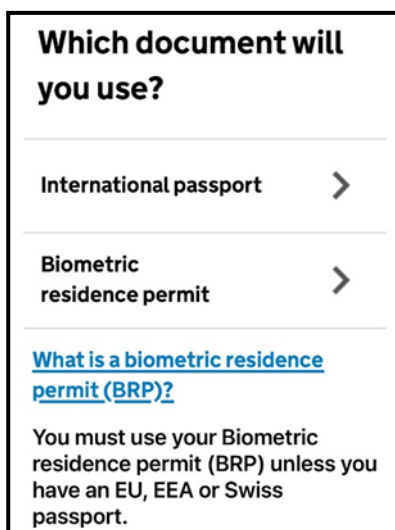 Which document will
you use?
International passport
Biometric
residence permit
What is a biometric residence
permit (BRP)?
You must use your Biometric
residence permit (BRP) unless you
have an EU, EEA or Swiss
passport.